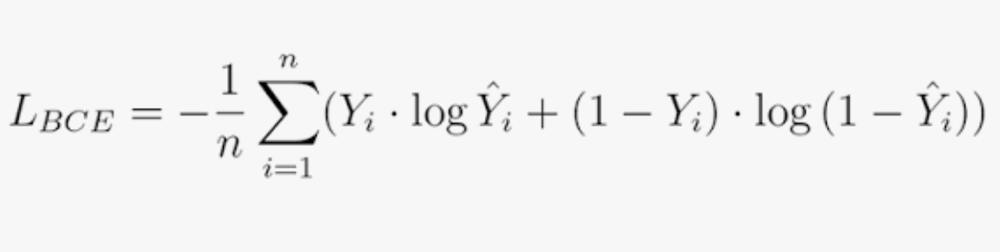 L_{BCE} = -\frac{1}{n} \sum_{i=1}^{n} (Y_i \cdot \log \hat{Y}_i + (1 - Y_i) \cdot \log (1 - \hat{Y}_i))